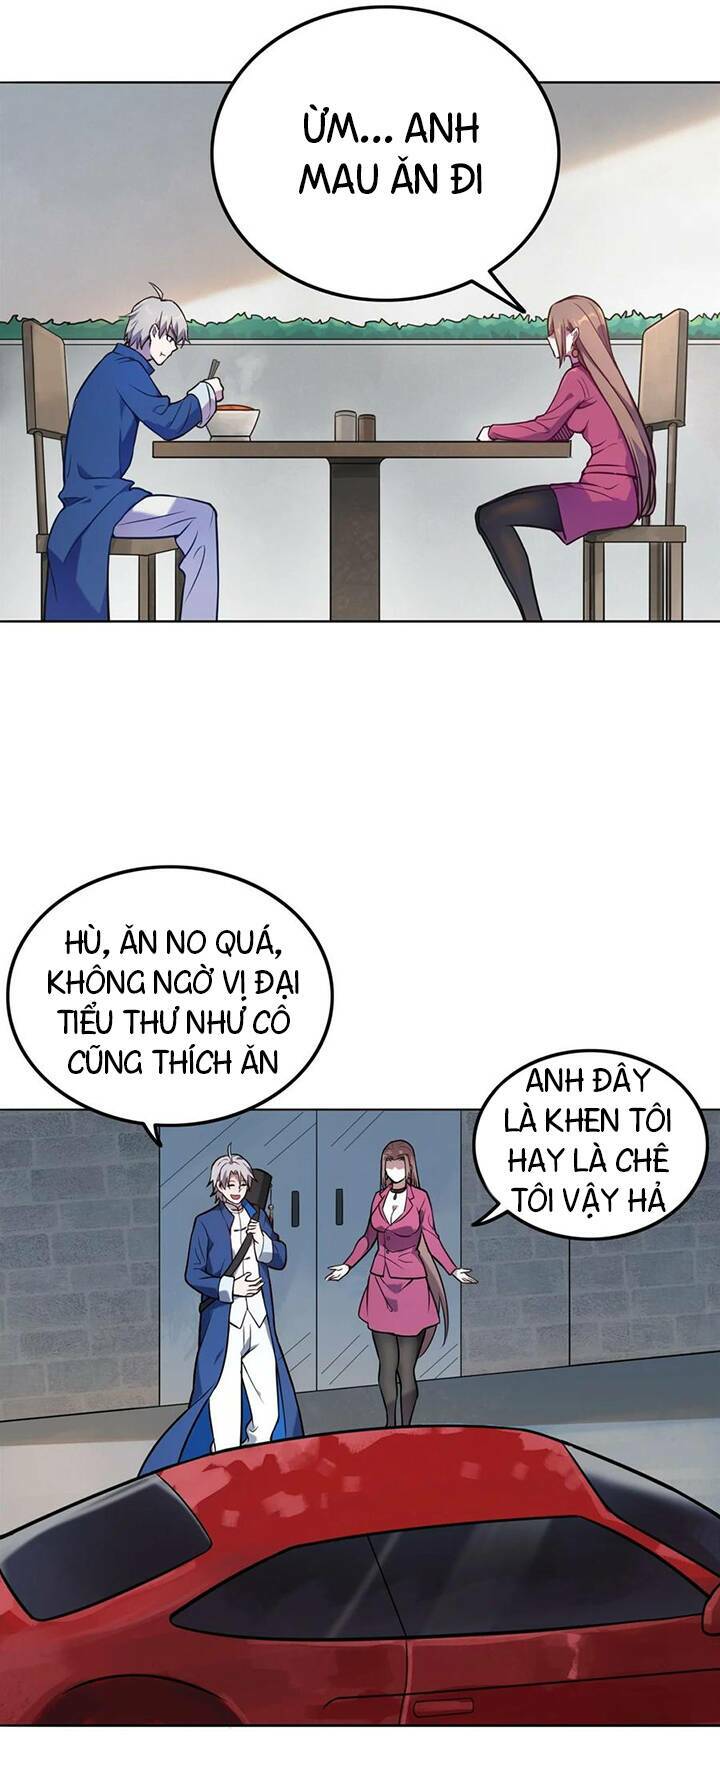 ỪM... ANH
MAU ĂN ĐI
HÙ, ĂN NO QUÁ,
KHÔNG NGỜ VỊ ĐẠI
TIỂU THƯ NHƯ CÔ
CŨNG THÍCH ĂN
ANH ĐÂY
LÀ KHEN TÔI
HAY LÀ CHÊ
TÔI VẬY HẢ